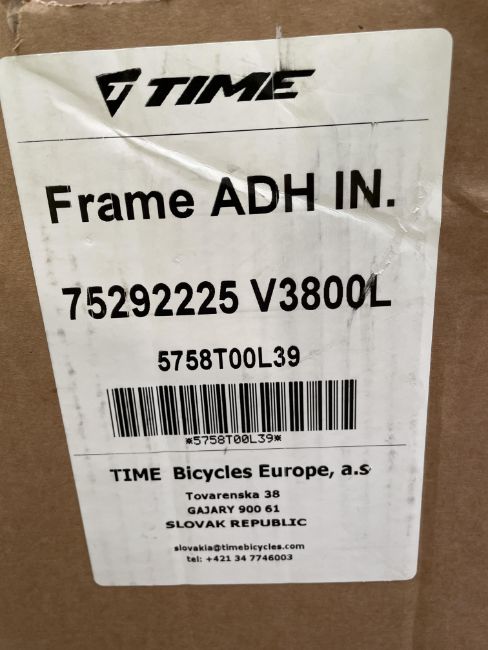 TIME
Frame ADH IN.
75292225 V3800L
5758T00L39
*5758T00L39*
TIME Bicycles Europe, a.s
Tovarenska 38
GAJARY 900 61
SLOVAK REPUBLIC
slovakia@timebicycles.com
tel: +421 34 7746003